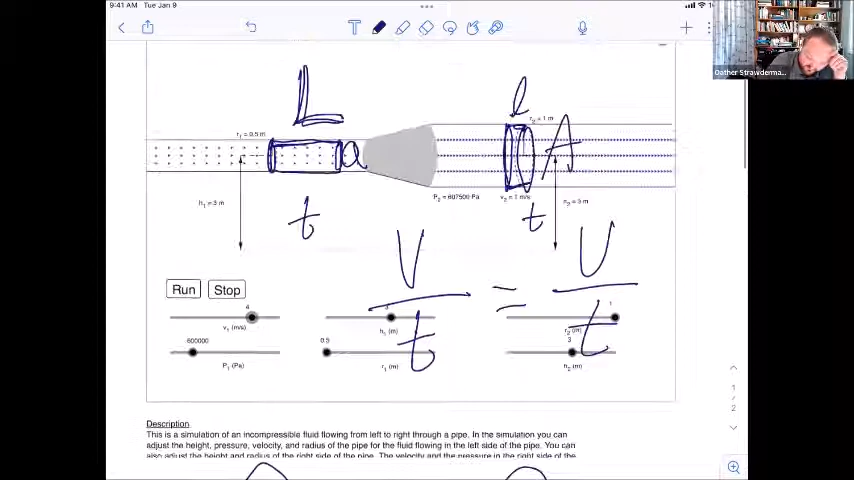 9:41 AM Tue Jan 9
T
Oather Strawderma...
L
l
r₁ = 0.5 m
r₂ = 1 m
a
A
h₁ = 3 m
P₂ = 607500 Pa
v₂ = 1 m/s
t
t
V
V
=
t
t
Run
Stop
4
1
v₁ (m/s)
h₁ (m)
r₂ (m)
600000
0.5
3
P₁ (Pa)
r₁ (m)
h₂ (m)
1
/
2
Description
This is a simulation of an incompressible fluid flowing from left to right through a pipe. In the simulation you can
adjust the height, pressure, velocity, and radius of the pipe for the fluid flowing in the left side of the pipe. You can
also adjust the height and radius of the right side of the pipe. The velocity and the pressure in the right side of the